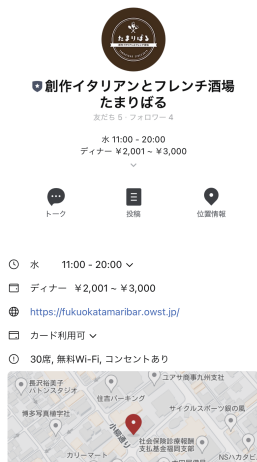 たまりばる
創作イタリアンとフレンチ酒場
たまりばる
友だち 5・フォロワー 4
水 11:00 - 20:00
ディナー ￥2,001 ~ ￥3,000
トーク 投稿 位置情報
水 11:00 - 20:00
ディナー ￥2,001 ~ ￥3,000
https://fukuokatamaribar.owst.jp/
カード利用可
30席, 無料Wi-Fi, コンセントあり
ユアサ商事九州支社
長沢裕美子
バトンスタジオ
住吉パーキング
サイクルスポーツ銀の風
博多写真植字社
小柳通り
社会保険診療報酬
支払基金福岡支部
カリーマート
NSハカタビ